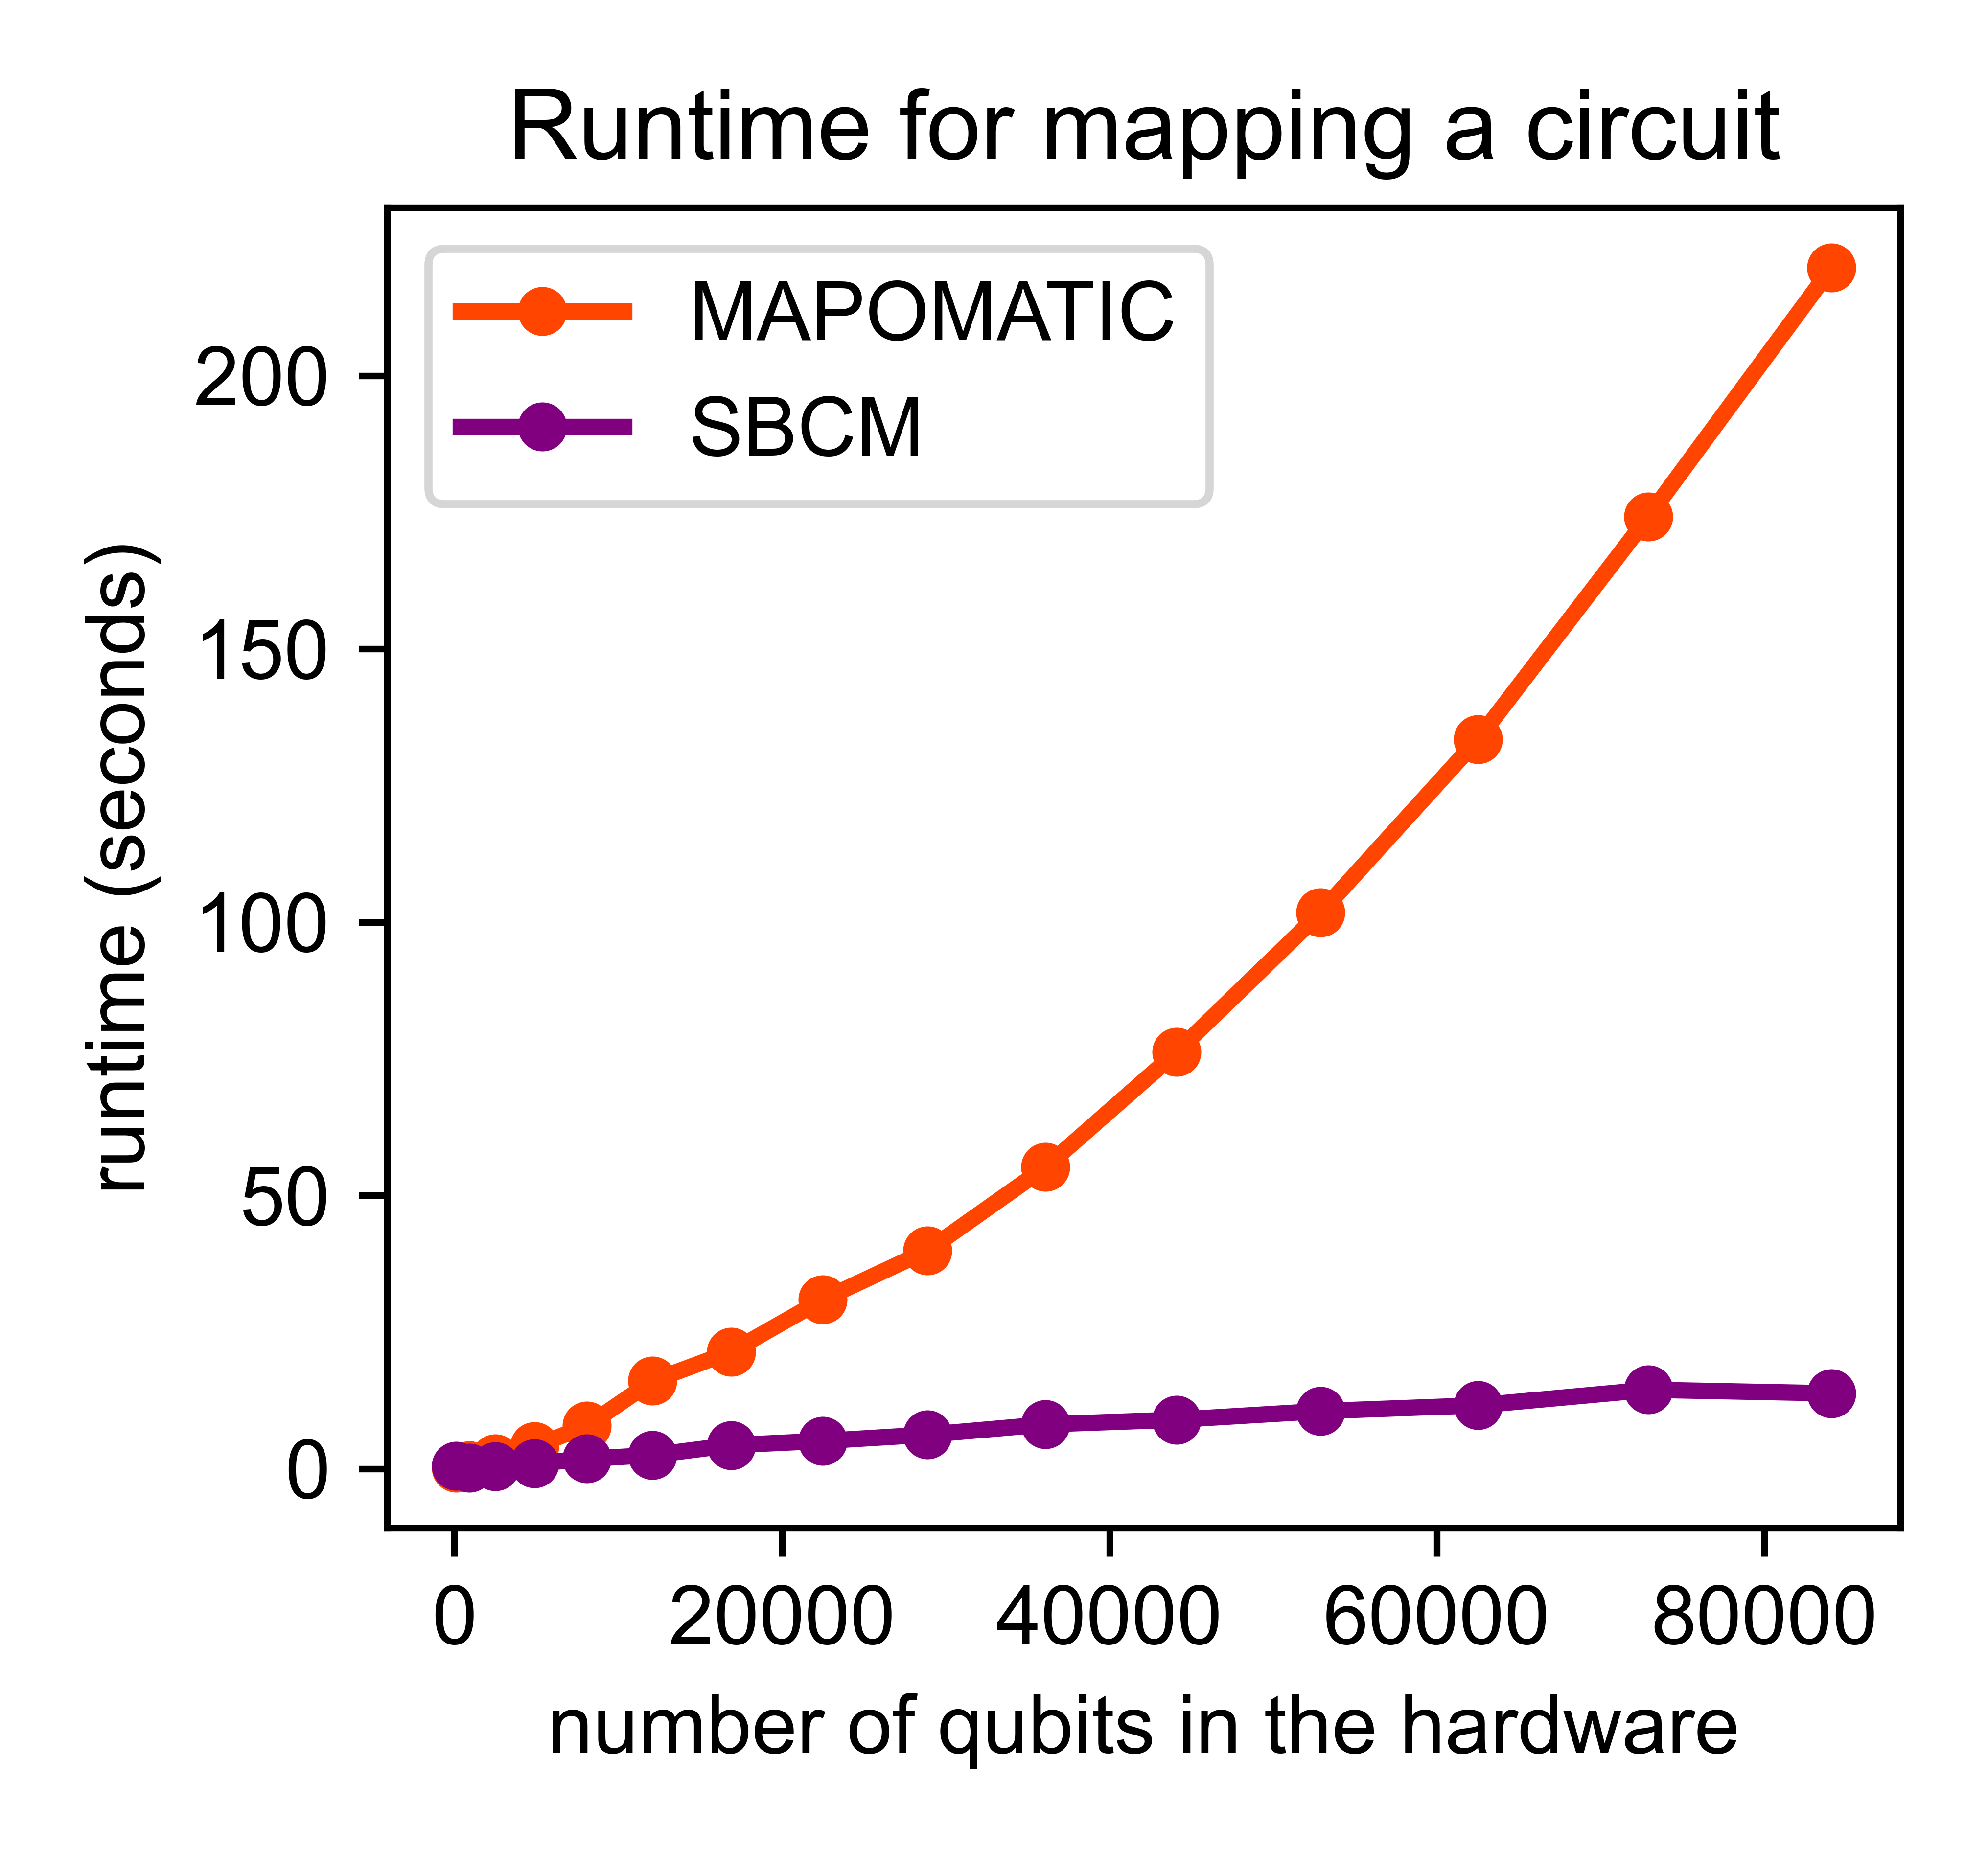 Runtime for mapping a circuit
MAPOMATIC
SBCM
runtime (seconds)
200
150
100
50
0
0 20000 40000 60000 80000
number of qubits in the hardware